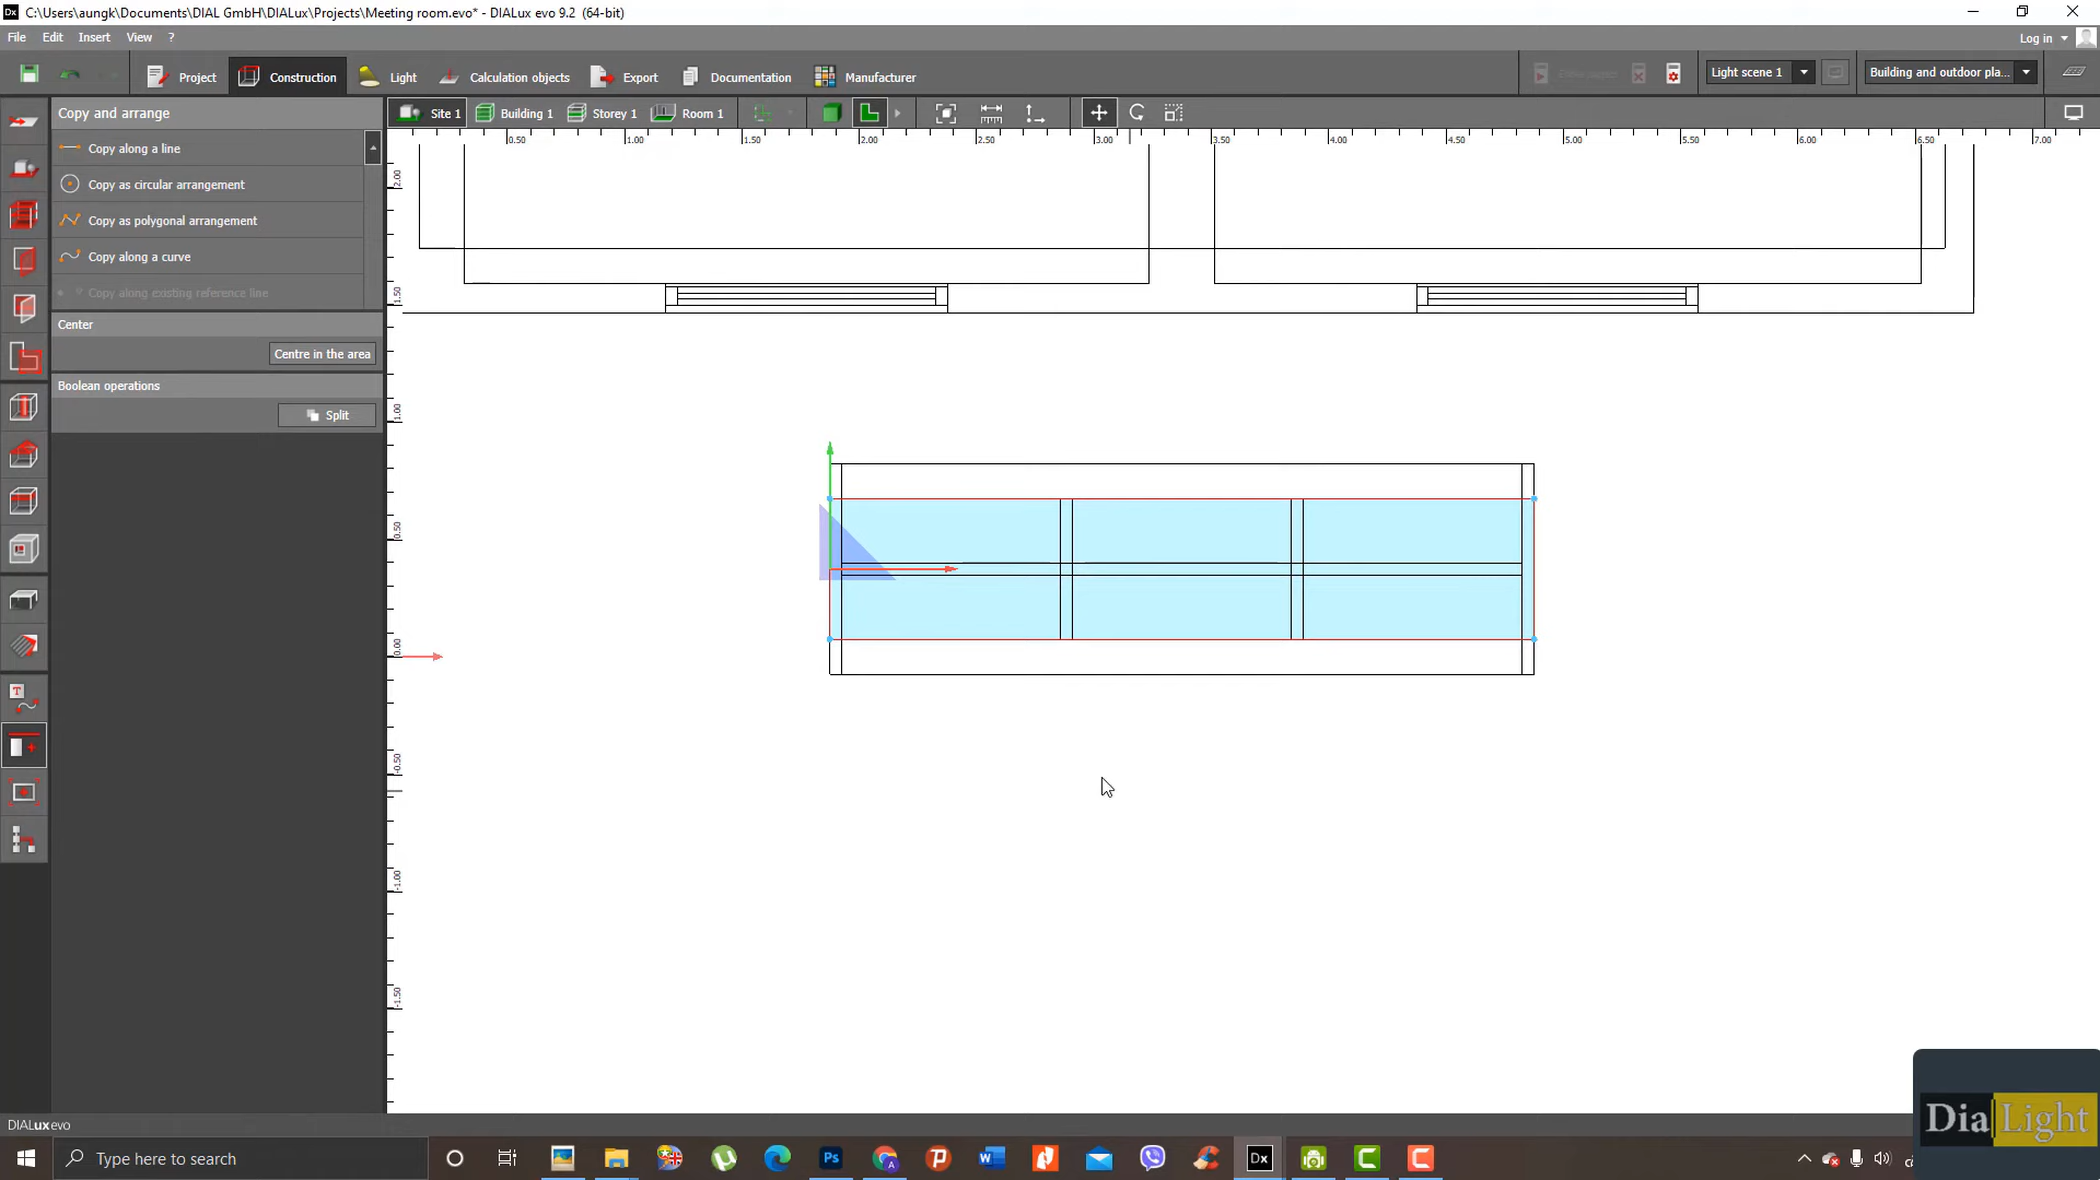 C:\Users\aungk\Documents\DIAL GmbH\DIALux\Projects\Meeting room.evo* - DIALux evo 9.2 (64-bit)
File Edit Insert View ?
Log in
Project Construction Light Calculation objects Export Documentation Manufacturer
Light scene 1
Building and outdoor pla...
Copy and arrange
Site 1 Building 1 Storey 1 Room 1
0.50 1.00 1.50 2.00 2.50 3.00 3.50 4.00 4.50 5.00 5.50 6.00 6.50 7.00
Copy along a line
Copy as circular arrangement
Copy as polygonal arrangement
Copy along a curve
Copy along existing reference line
Center
Centre in the area
Boolean operations
Split
2.00
1.50
1.00
0.50
0.00
-0.50
-1.00
-1.50
DIALux evo
Dia Light
Type here to search